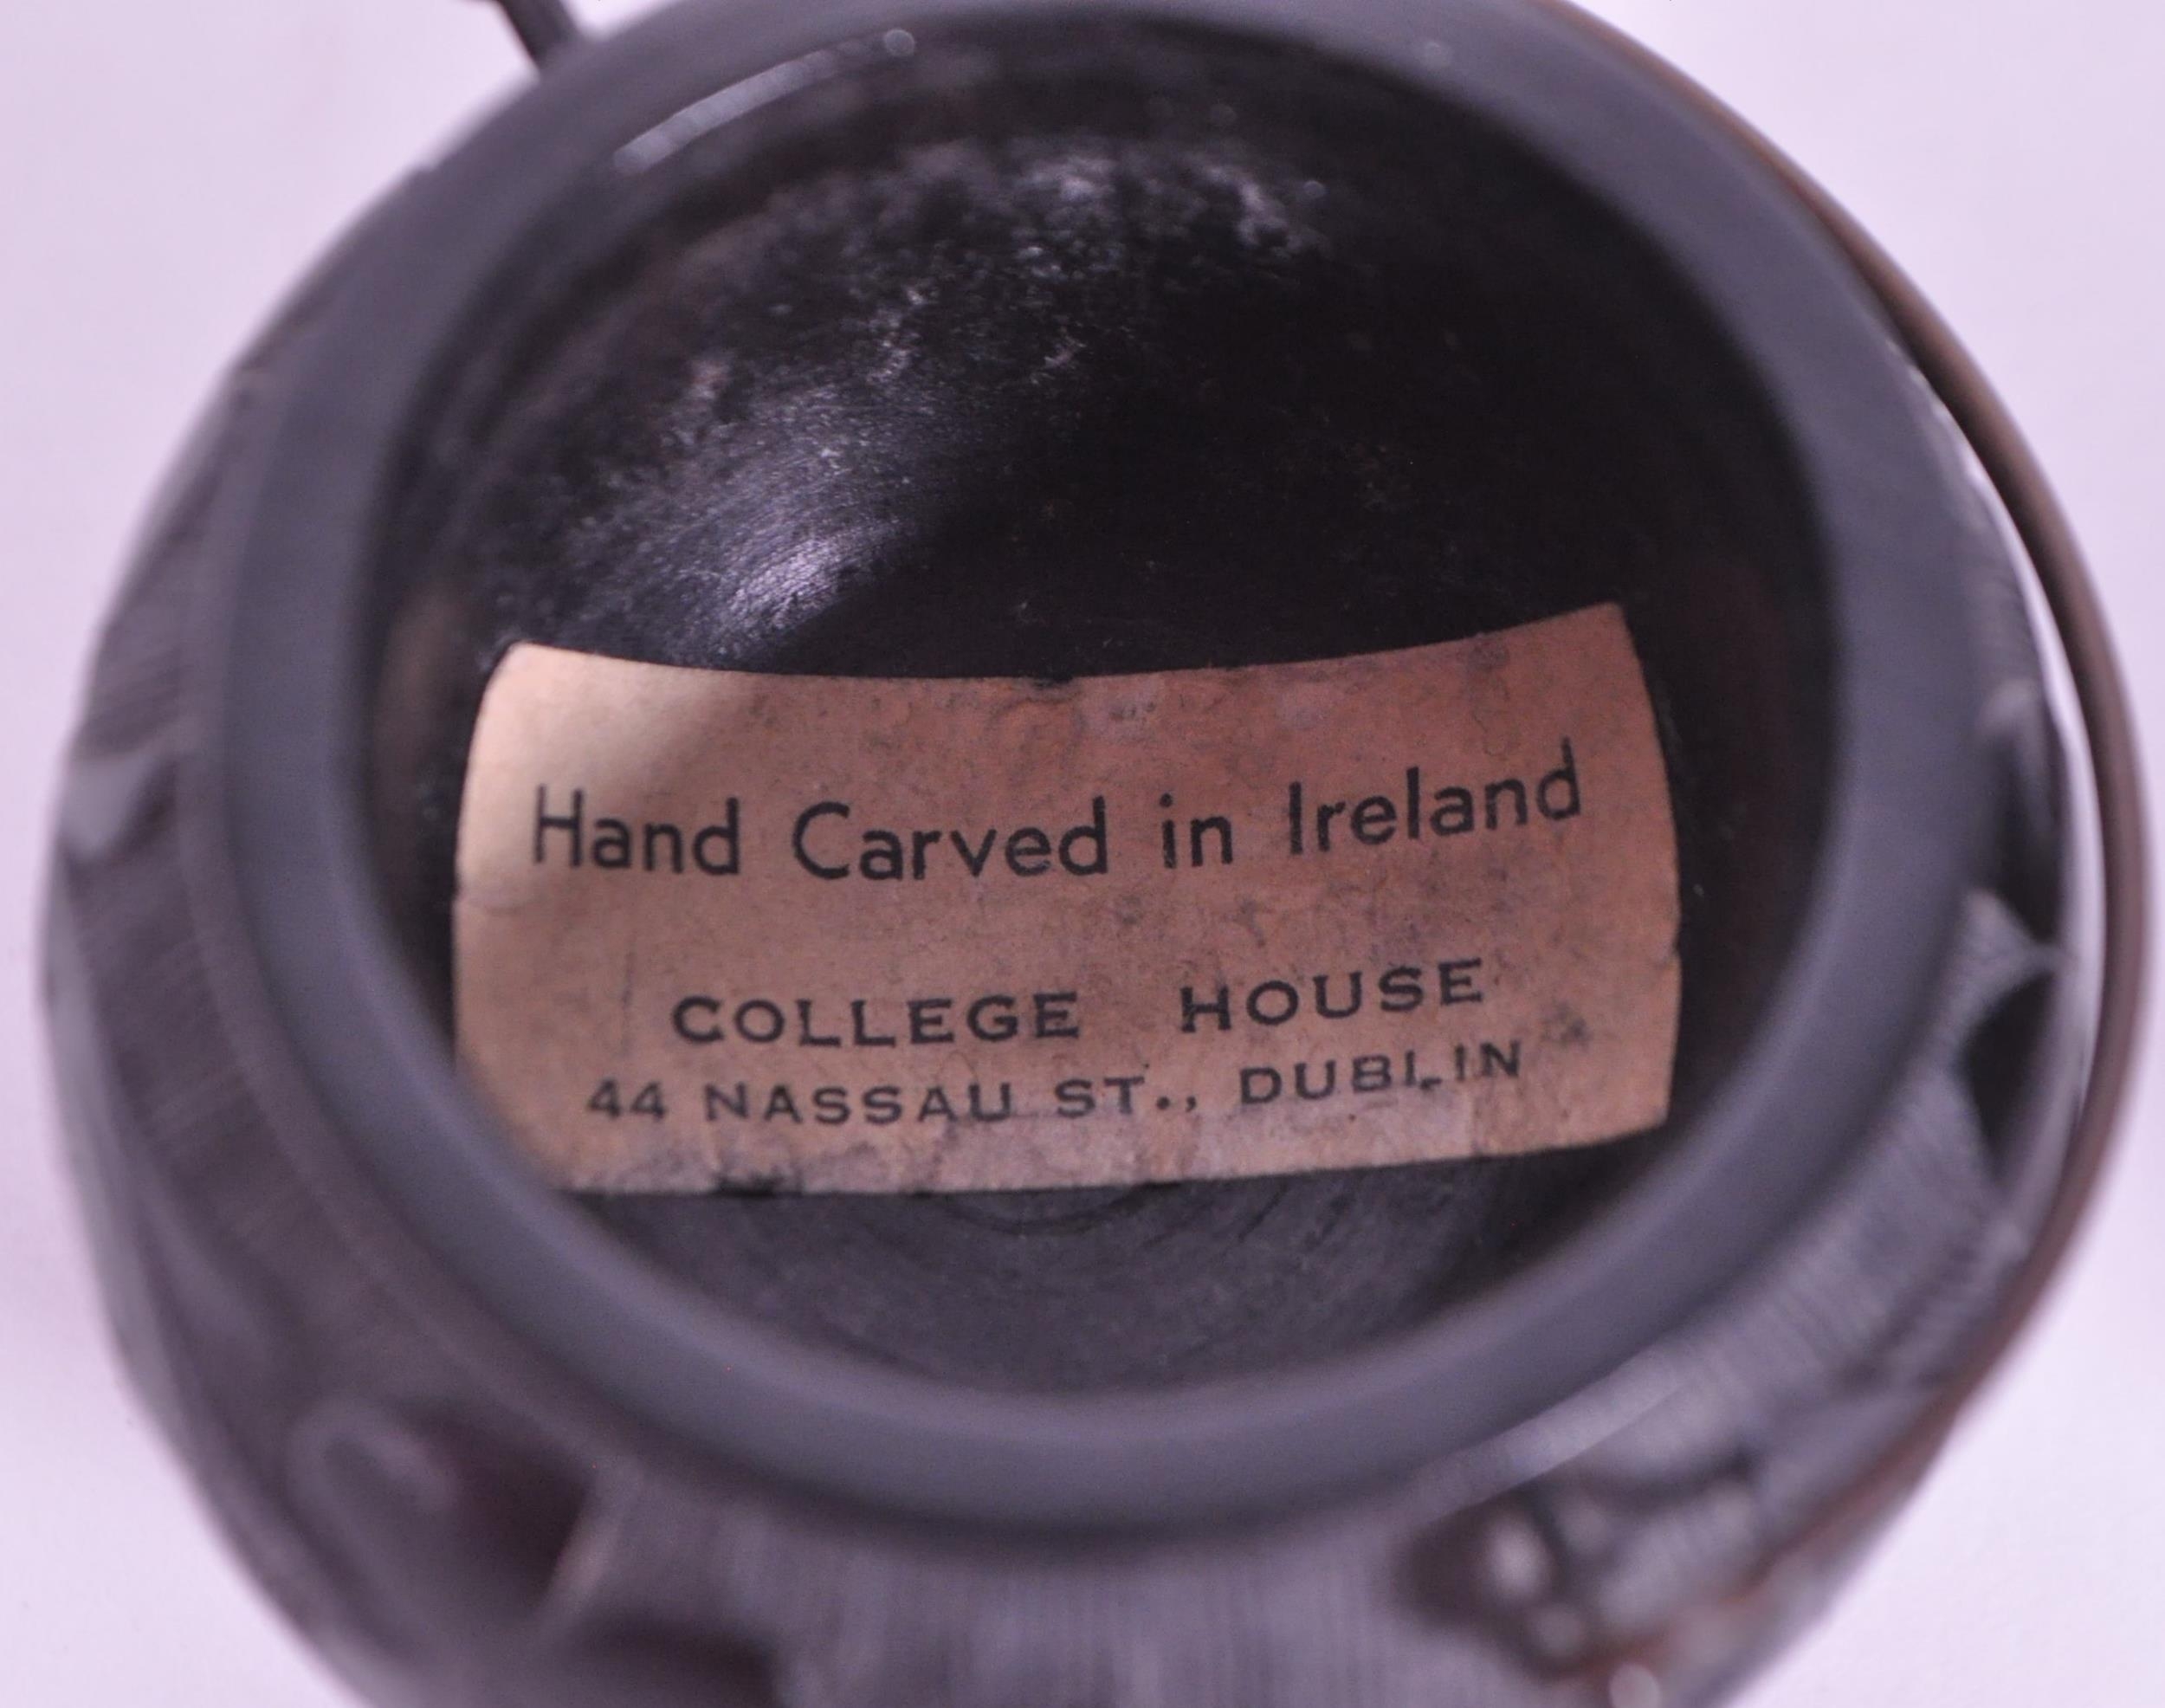 Hand Carved in Ireland
COLLEGE HOUSE
44 NASSAU ST., DUBLIN